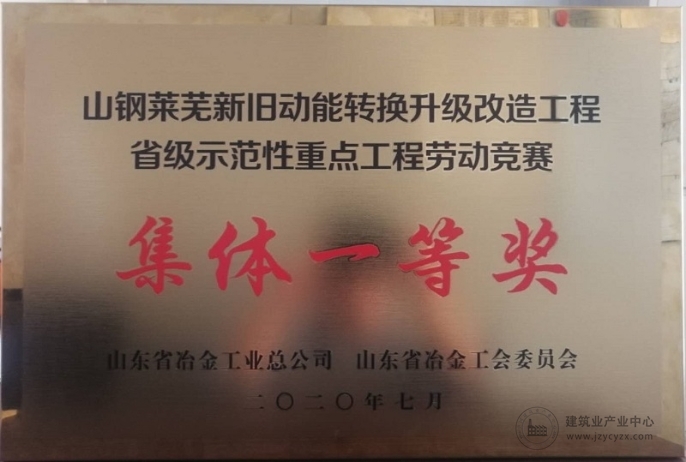 山钢莱芜新旧动能转换升级改造工程
省级示范性重点工程劳动竞赛
集体一等奖
山东省冶金工业总公司 山东省冶金工会委员会
二〇二〇年七月
建筑业产业中心
www.jzycyzx.com